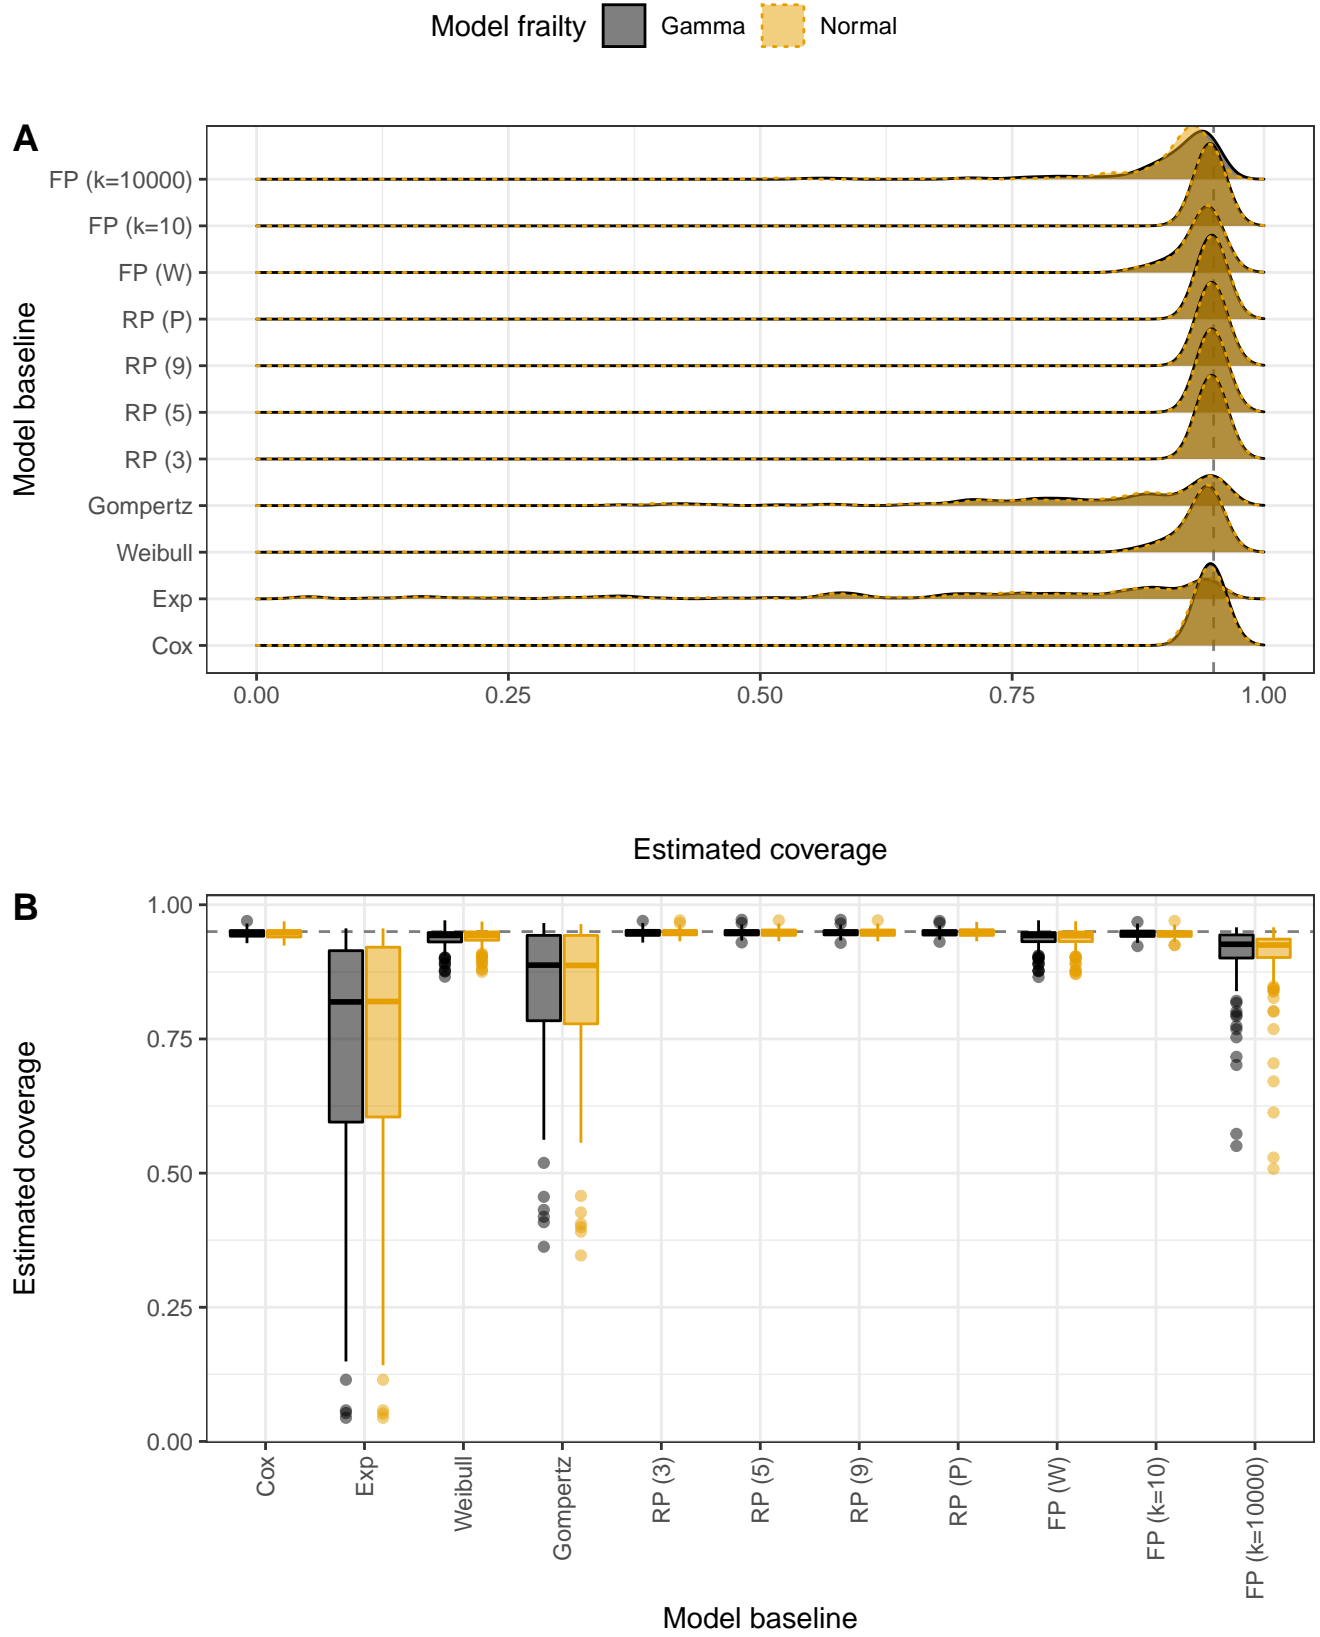 Model frailty Gamma Normal
A
Model baseline
FP (k=10000)
FP (k=10)
FP (W)
RP (P)
RP (9)
RP (5)
RP (3)
Gompertz
Weibull
Exp
Cox
0.00 0.25 0.50 0.75 1.00
Estimated coverage
B
Estimated coverage
1.00
0.75
0.50
0.25
0.00
Cox Exp Weibull Gompertz RP (3) RP (5) RP (9) RP (P) FP (W) FP (k=10) FP (k=10000)
Model baseline